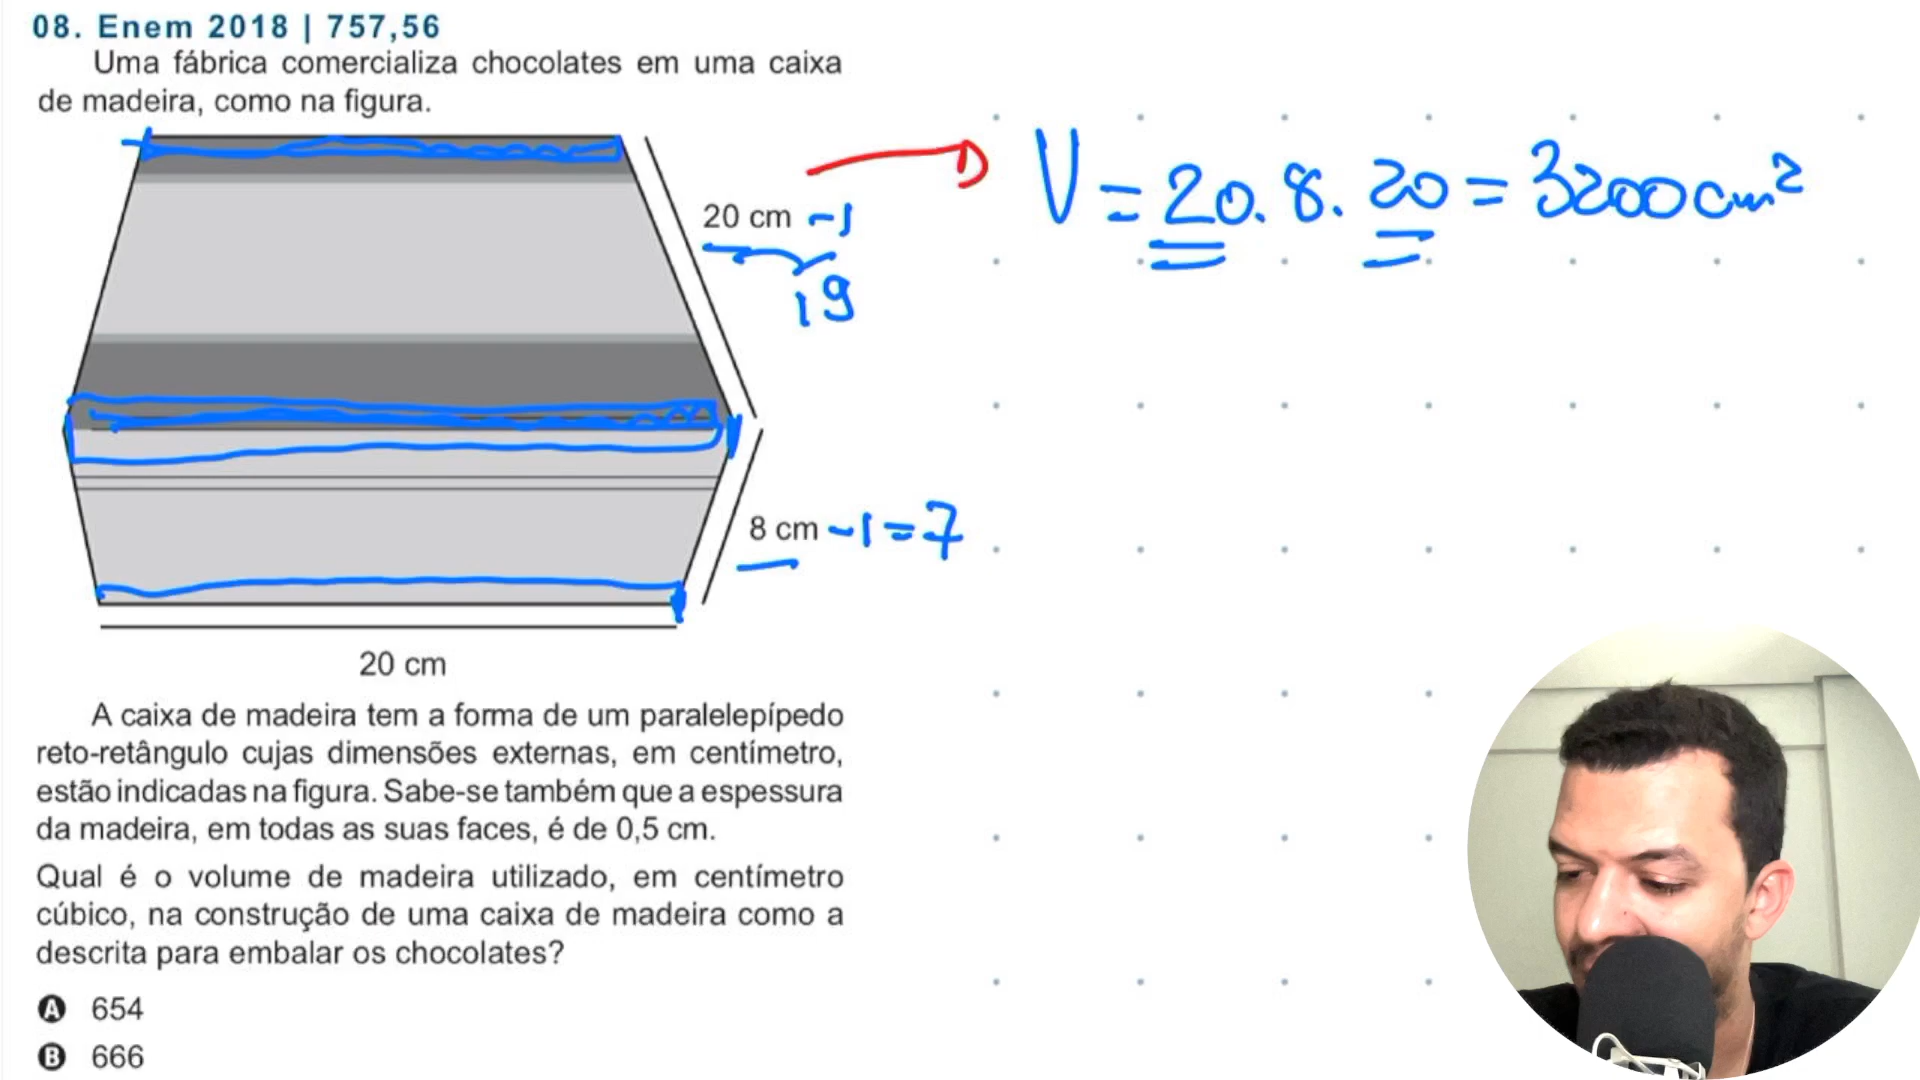 08. Enem 2018 | 757,56
Uma fábrica comercializa chocolates em uma caixa
de madeira, como na figura.
20 cm -1
19
8 cm -1 = 7
20 cm
A caixa de madeira tem a forma de um paralelepípedo
reto-retângulo cujas dimensões externas, em centímetro,
estão indicadas na figura. Sabe-se também que a espessura
da madeira, em todas as suas faces, é de 0,5 cm.
Qual é o volume de madeira utilizado, em centímetro
cúbico, na construção de uma caixa de madeira como a
descrita para embalar os chocolates?
A 654
B 666
V = 20. 8. 20 = 3200 cm²